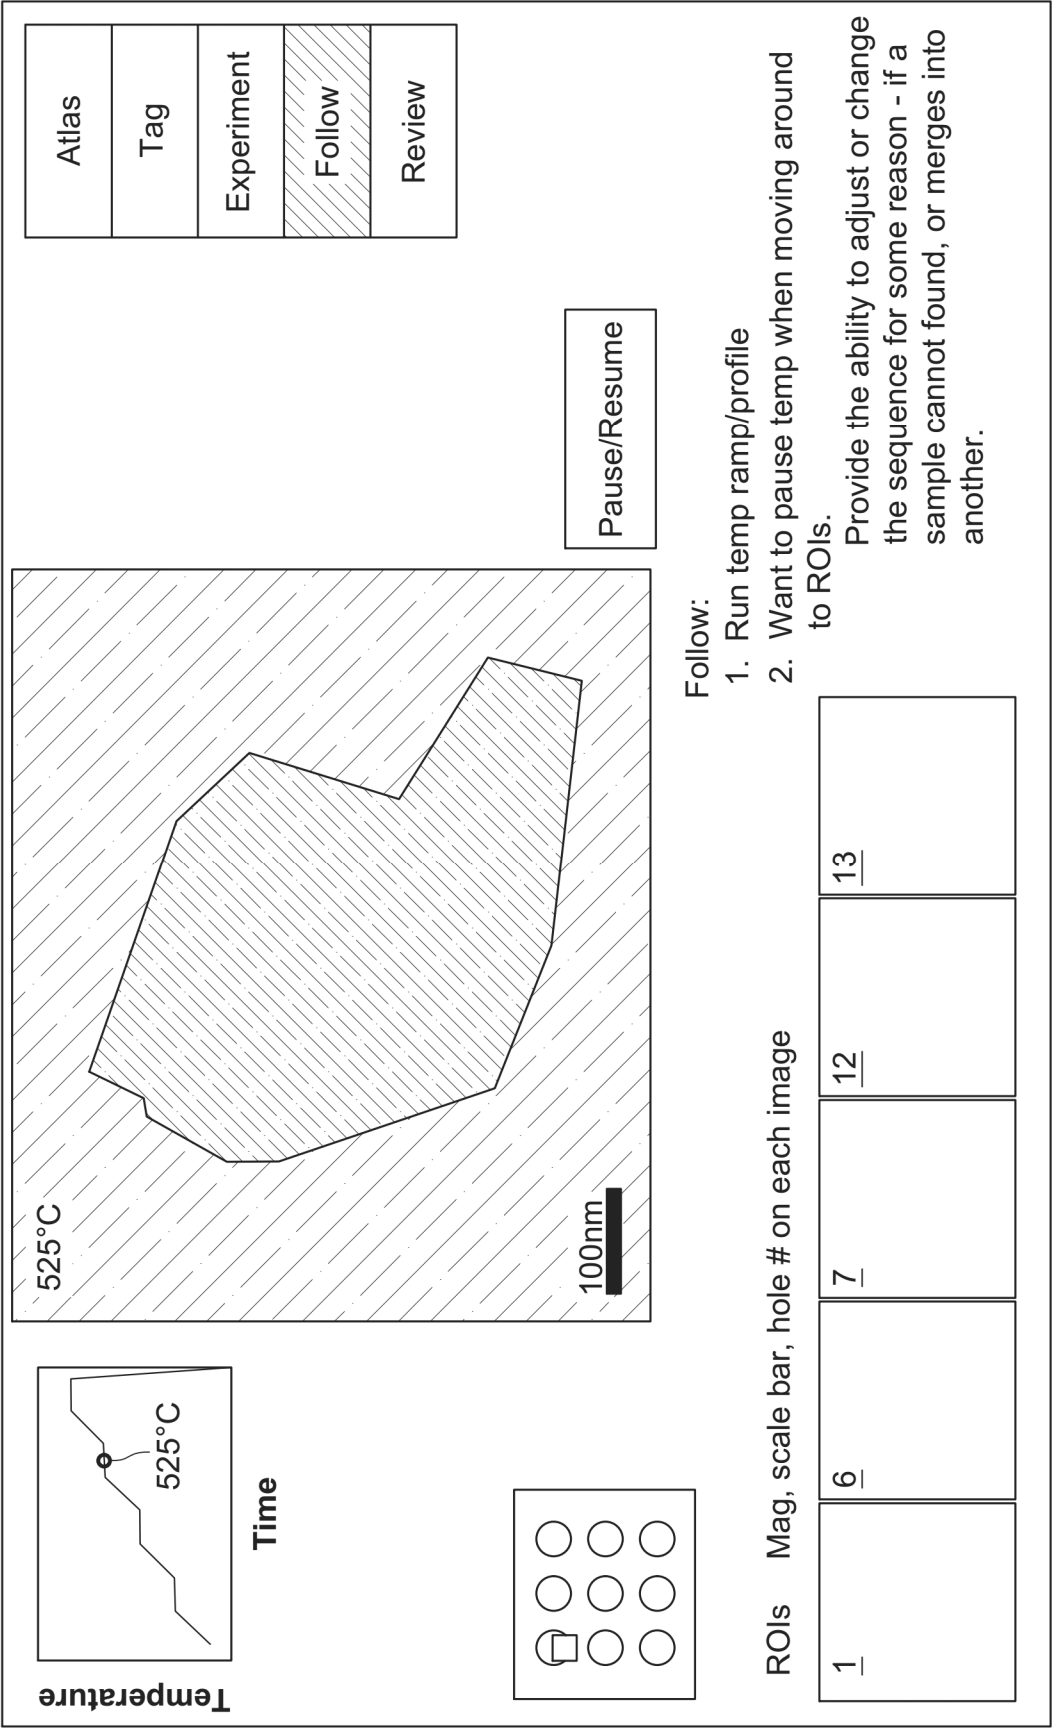 Temperature
525°C
Time
525°C
100nm
Atlas
Tag
Experiment
Follow
Review
Pause/Resume
Follow:
1. Run temp ramp/profile
2. Want to pause temp when moving around
to ROIs.
Provide the ability to adjust or change
the sequence for some reason - if a
sample cannot found, or merges into
another.
ROIs Mag, scale bar, hole # on each image
1
6
7
12
13